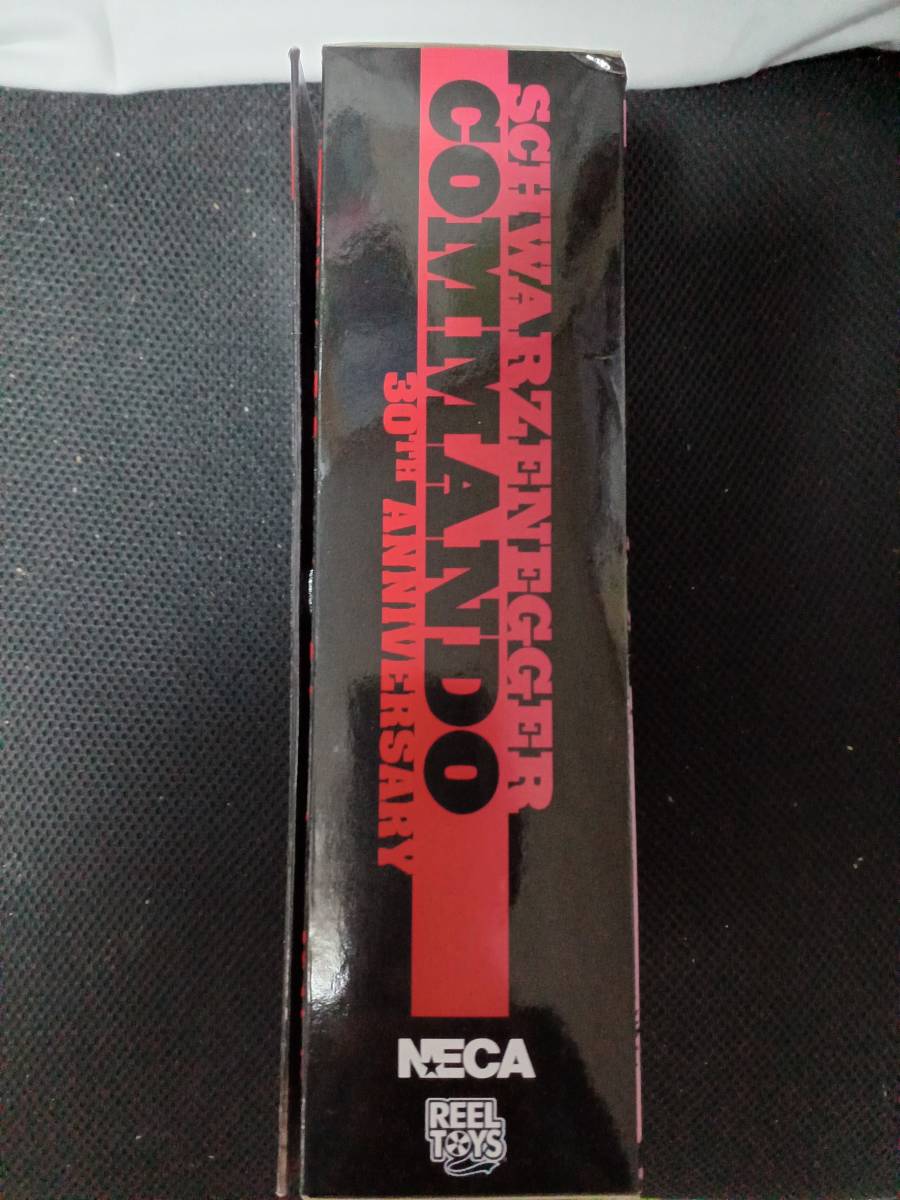 SCHWARZENEGGER
COMMANDO
30TH ANNIVERSARY
NECA
REEL
TOYS